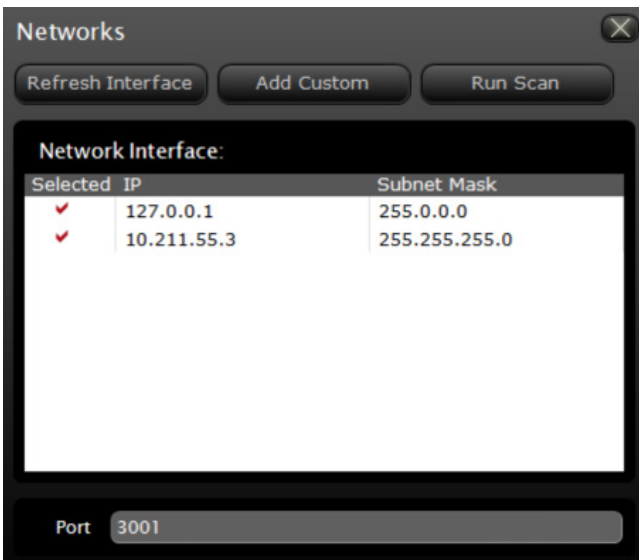 Networks
Refresh Interface Add Custom Run Scan
Network Interface:
Selected IP Subnet Mask
127.0.0.1 255.0.0.0
10.211.55.3 255.255.255.0
Port 3001